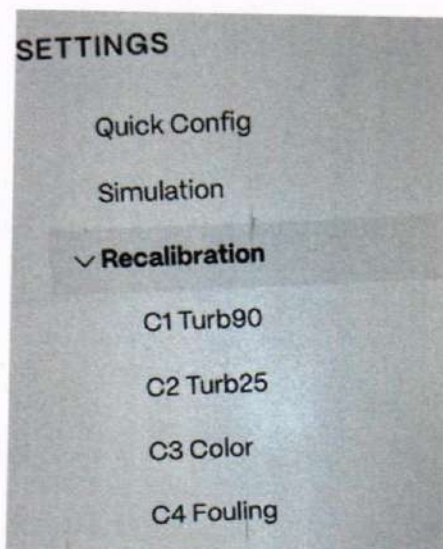 SETTINGS
Quick Config
Simulation
Recalibration
C1 Turb90
C2 Turb25
C3 Color
C4 Fouling